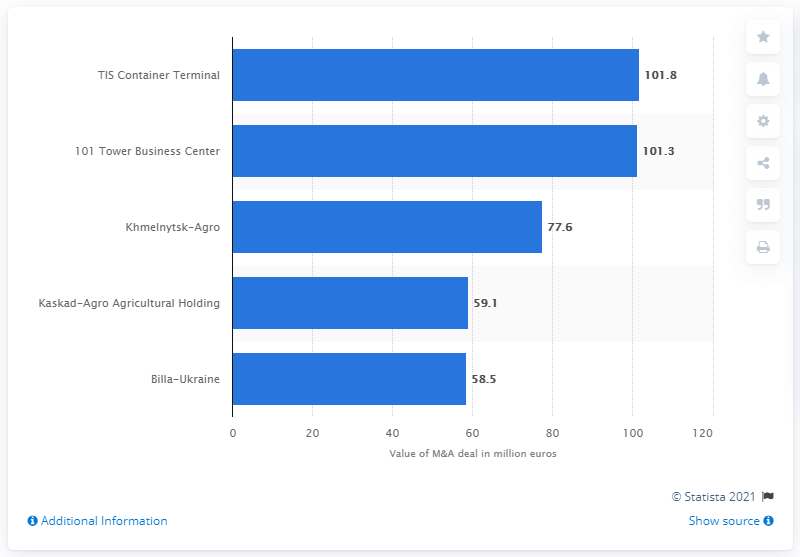 TIS Container Terminal
101.8
101 Tower Business Center
101.3
Khmelnytsk-Agro
77.6
Kaskad-Agro Agricultural Holding
59.1
Billa-Ukraine
58.5
0 20 40 60 80 100 120
Value of M&A deal in million euros
© Statista 2021
Additional Information
Show source